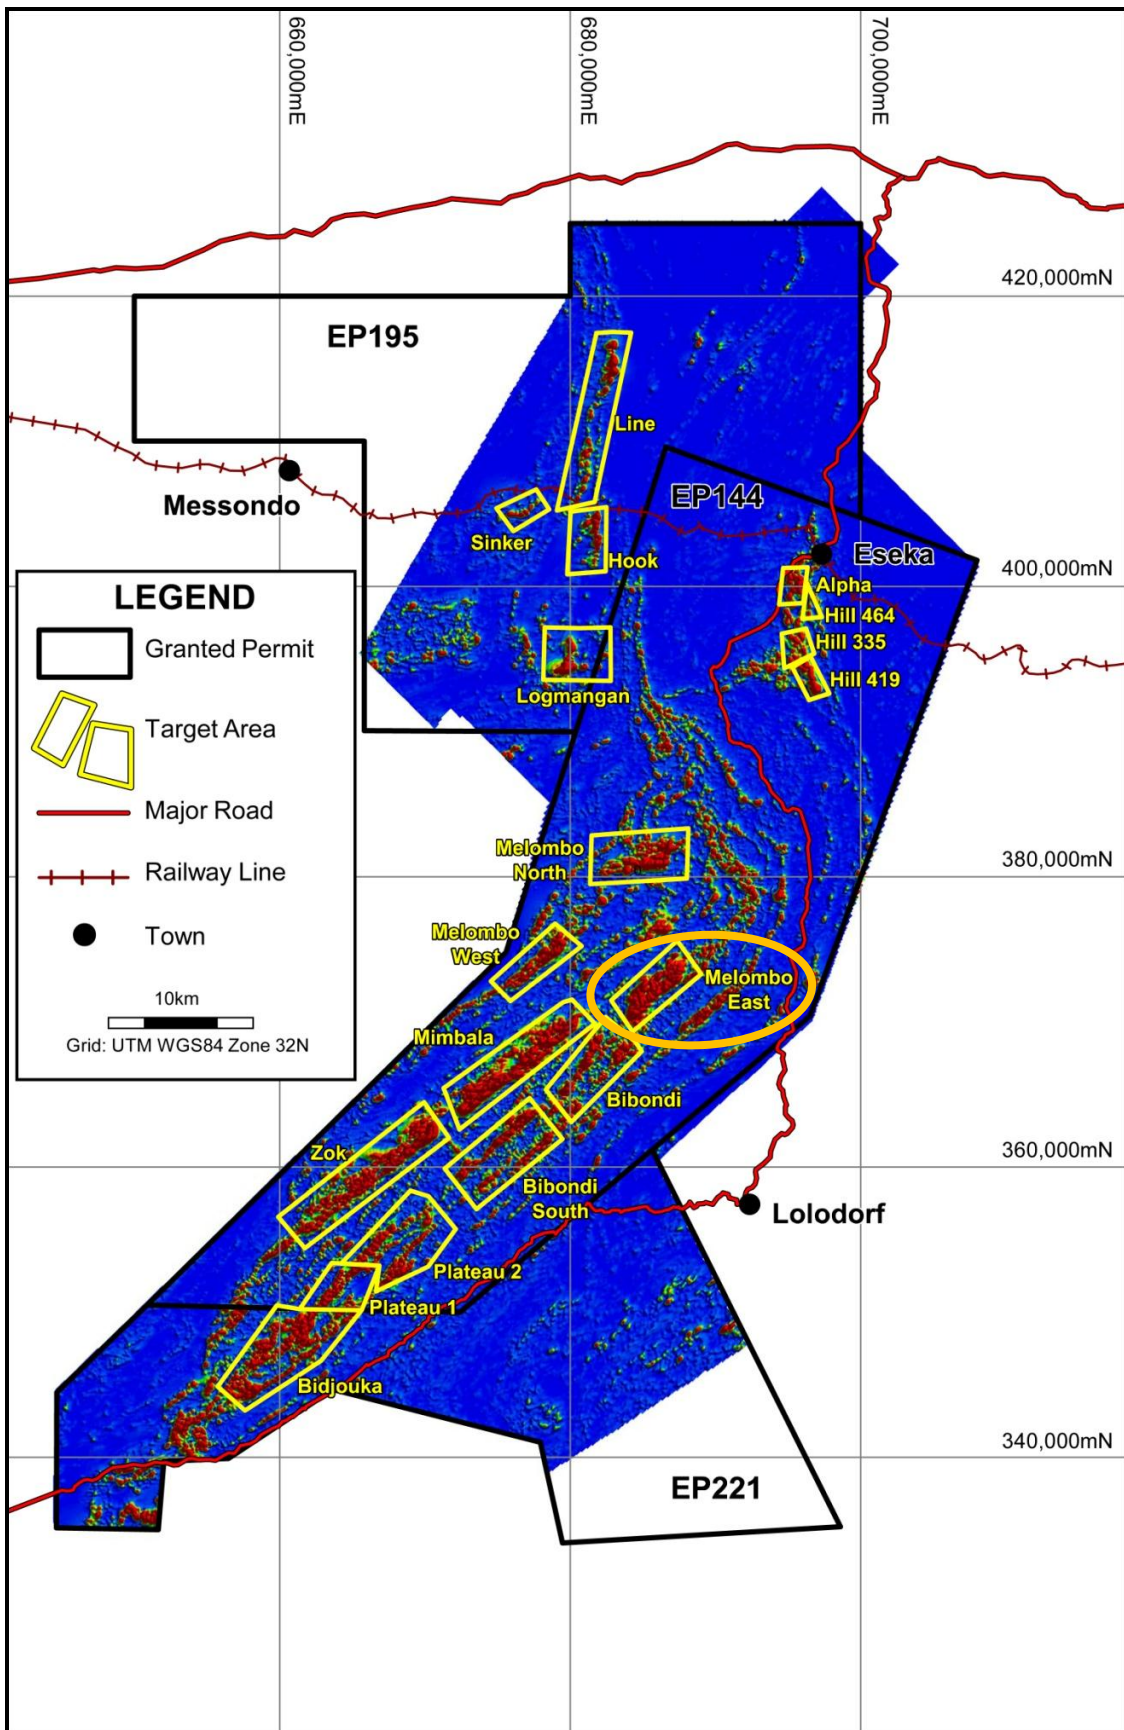 660,000mE
680,000mE
700,000mE
420,000mN
EP195
Line
Messondo
EP144
Sinker
Hook
Eseka
400,000mN
Alpha
Hill 464
Hill 335
Hill 419
Logmangan
LEGEND
Granted Permit
Target Area
Major Road
Railway Line
Town
10km
Grid: UTM WGS84 Zone 32N
Melombo
North
380,000mN
Melombo
West
Melombo
East
Mimbala
Bibondi
Zok
360,000mN
Bibondi
South
Lolodorf
Plateau 2
Plateau 1
Bidjouka
340,000mN
EP221